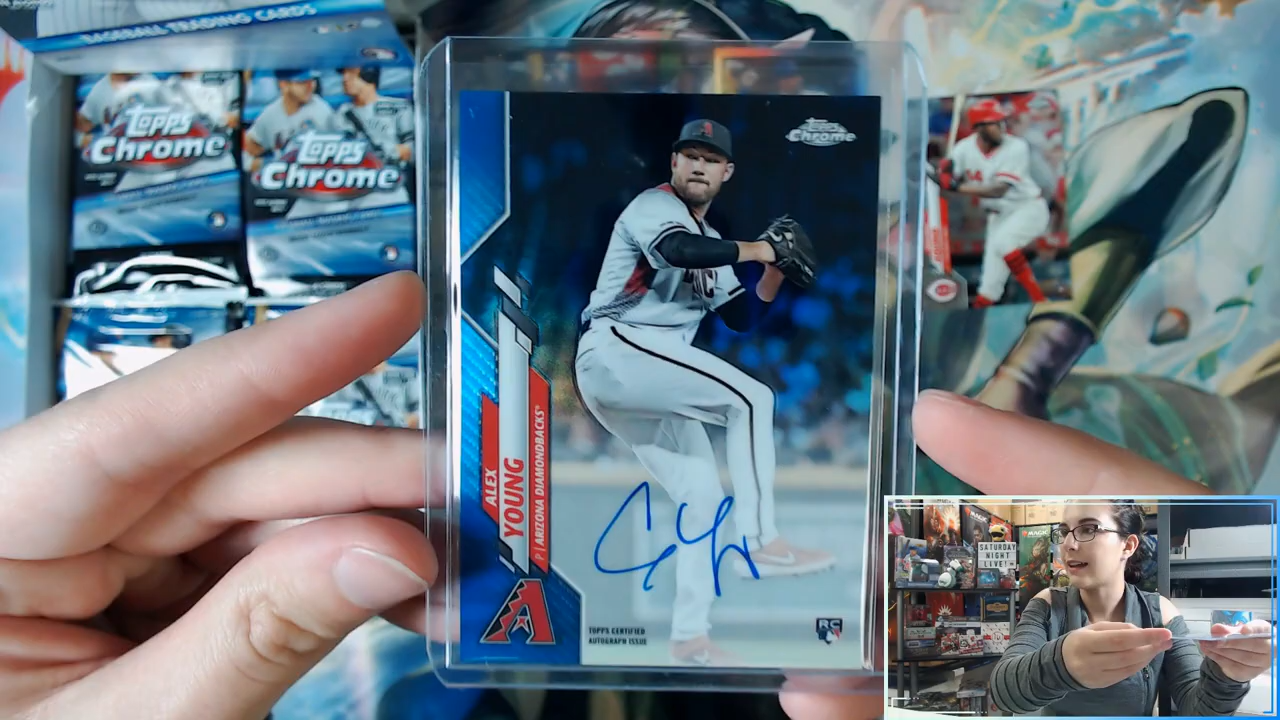 BASEBALL TRADING CARDS
Topps
Chrome
Topps
Chrome
Topps
Chrome
ALEX
YOUNG
P | ARIZONA DIAMONDBACKS®
TOPPS CERTIFIED
AUTOGRAPH ISSUE
RC
SATURDAY
NIGHT
LIVE!
MAGIC